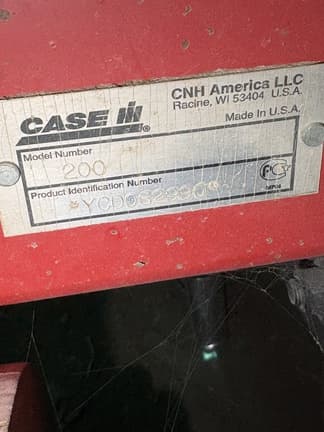 CASE IH®
CNH America LLC
Racine, WI 53404 U.S.A.
Made in U.S.A.
Model Number
200
Product Identification Number